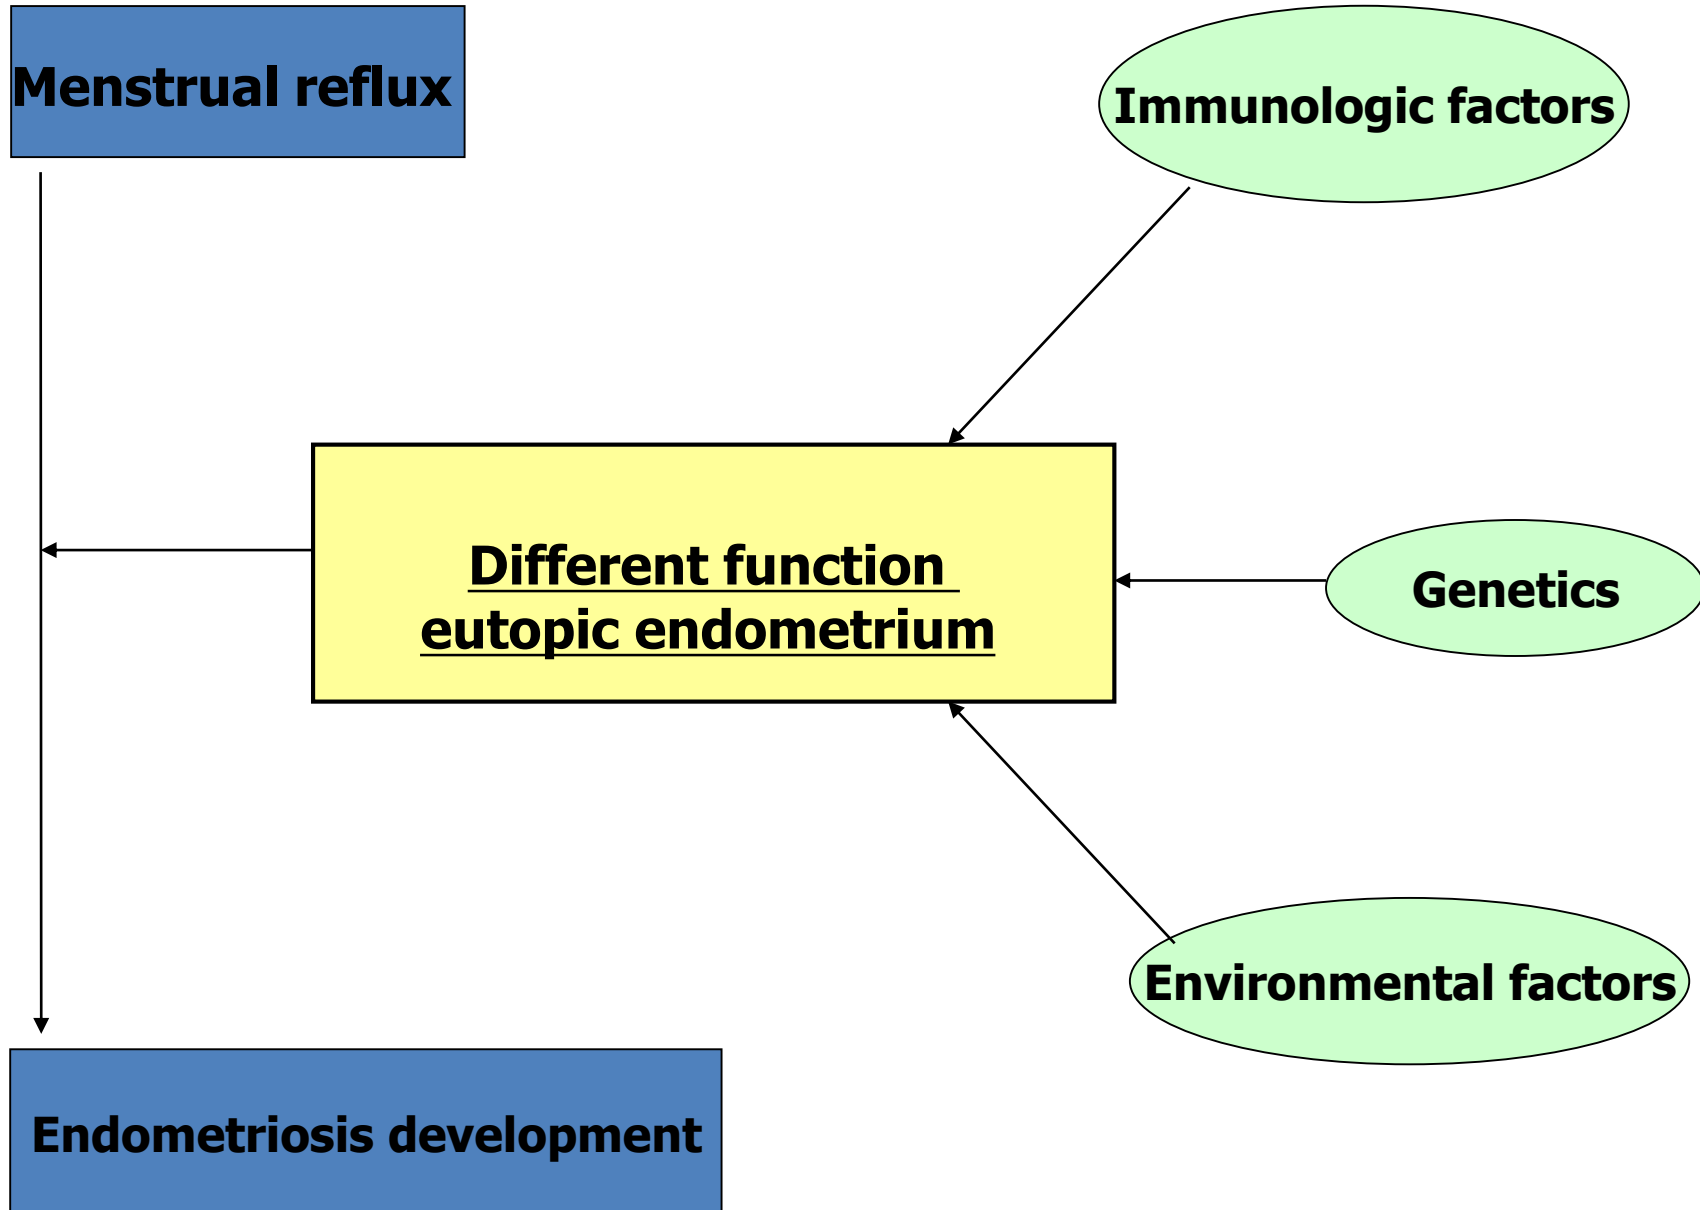 Menstrual reflux
Immunologic factors
Different function
eutopic endometrium
Genetics
Environmental factors
Endometriosis development